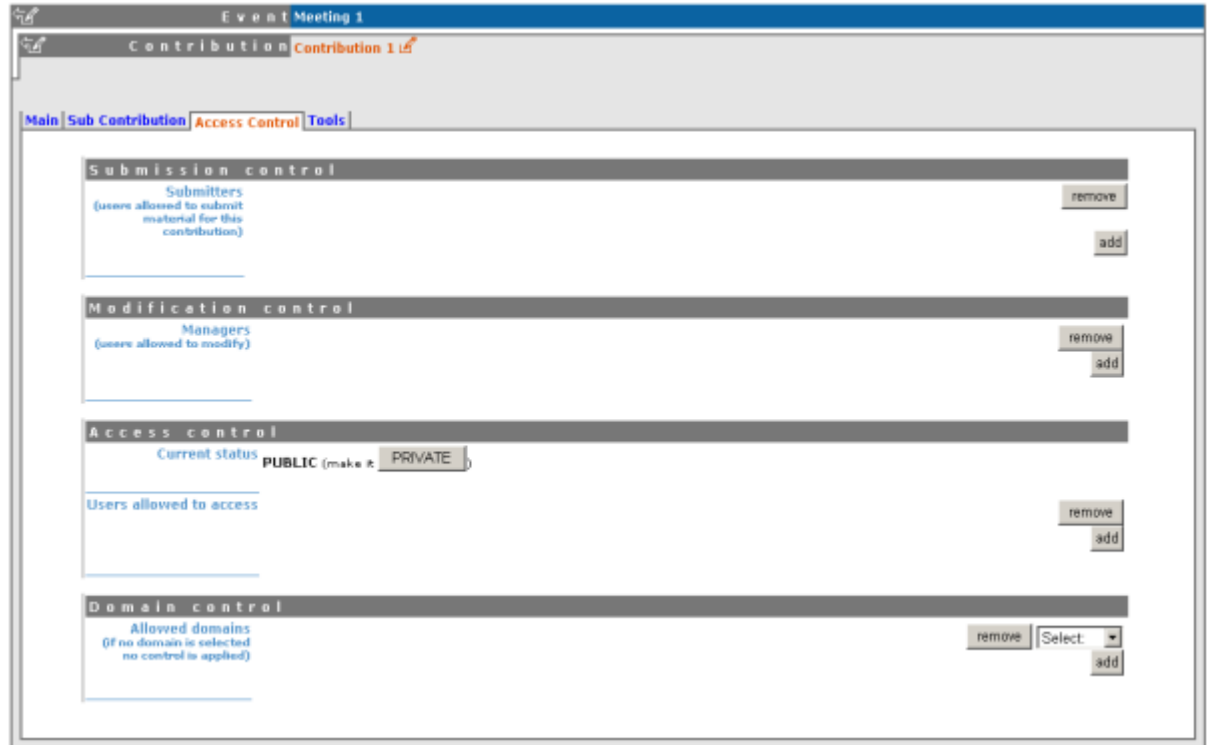 Event Meeting 1
Contribution Contribution 1
Main Sub Contribution Access Control Tools
Submission control
Submitters
(users allowed to submit
material for this
contribution)
remove
add
Modification control
Managers
(users allowed to modify)
remove
add
Access control
Current status PUBLIC (make it PRIVATE )
Users allowed to access
remove
add
Domain control
Allowed domains
(if no domain is selected
no control is applied)
remove Select:
add